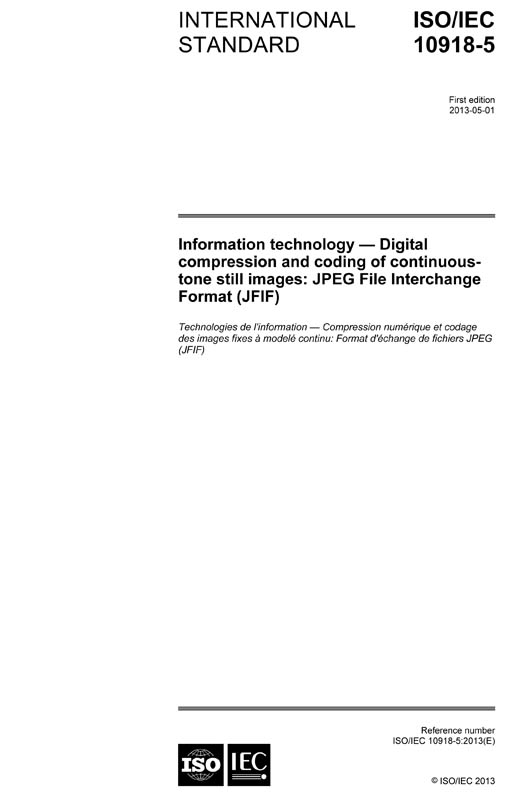 INTERNATIONAL
STANDARD
ISO/IEC
10918-5
First edition
2013-05-01
Information technology — Digital
compression and coding of continuous-
tone still images: JPEG File Interchange
Format (JFIF)
Technologies de l'information — Compression numérique et codage
des images fixes à modelé continu: Format d'échange de fichiers JPEG
(JFIF)
Reference number
ISO/IEC 10918-5:2013(E)
ISO IEC
© ISO/IEC 2013